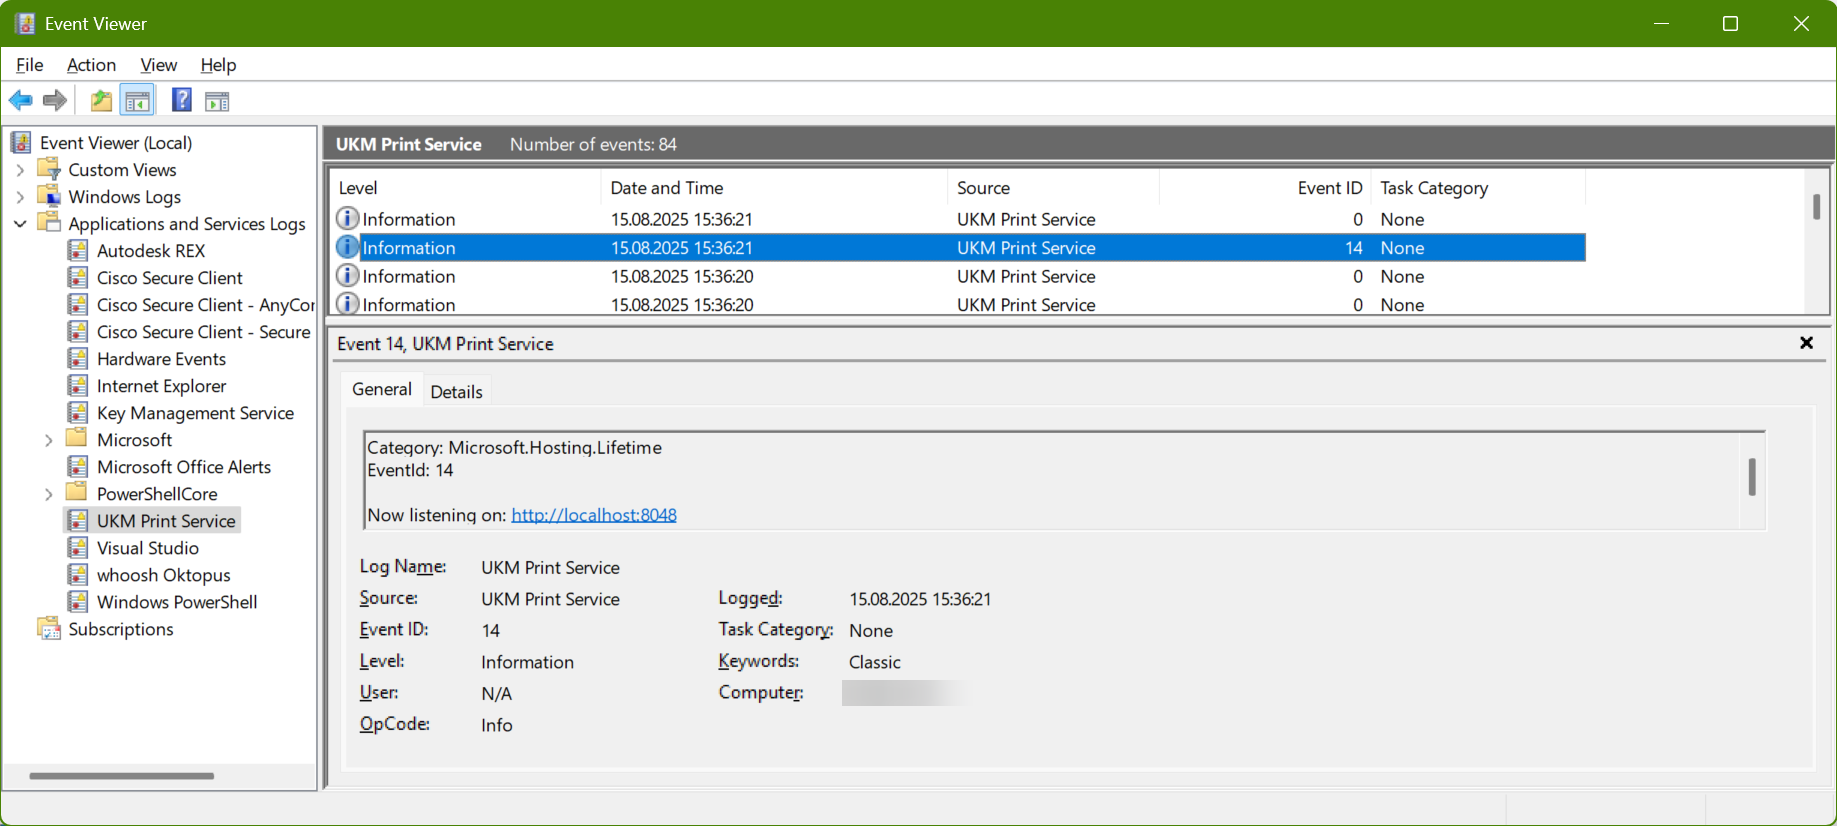 Event Viewer
File Action View Help
Event Viewer (Local)
Custom Views
Windows Logs
Applications and Services Logs
Autodesk REX
Cisco Secure Client
Cisco Secure Client - AnyCor
Cisco Secure Client - Secure
Hardware Events
Internet Explorer
Key Management Service
Microsoft
Microsoft Office Alerts
PowerShellCore
UKM Print Service
Visual Studio
whoosh Oktopus
Windows PowerShell
Subscriptions
UKM Print Service Number of events: 84
Level Date and Time Source Event ID Task Category
Information 15.08.2025 15:36:21 UKM Print Service 0 None
Information 15.08.2025 15:36:21 UKM Print Service 14 None
Information 15.08.2025 15:36:20 UKM Print Service 0 None
Information 15.08.2025 15:36:20 UKM Print Service 0 None
Event 14, UKM Print Service
General Details
Category: Microsoft.Hosting.Lifetime
EventId: 14
Now listening on: http://localhost:8048
Log Name: UKM Print Service
Source: UKM Print Service Logged: 15.08.2025 15:36:21
Event ID: 14 Task Category: None
Level: Information Keywords: Classic
User: N/A Computer:
OpCode: Info